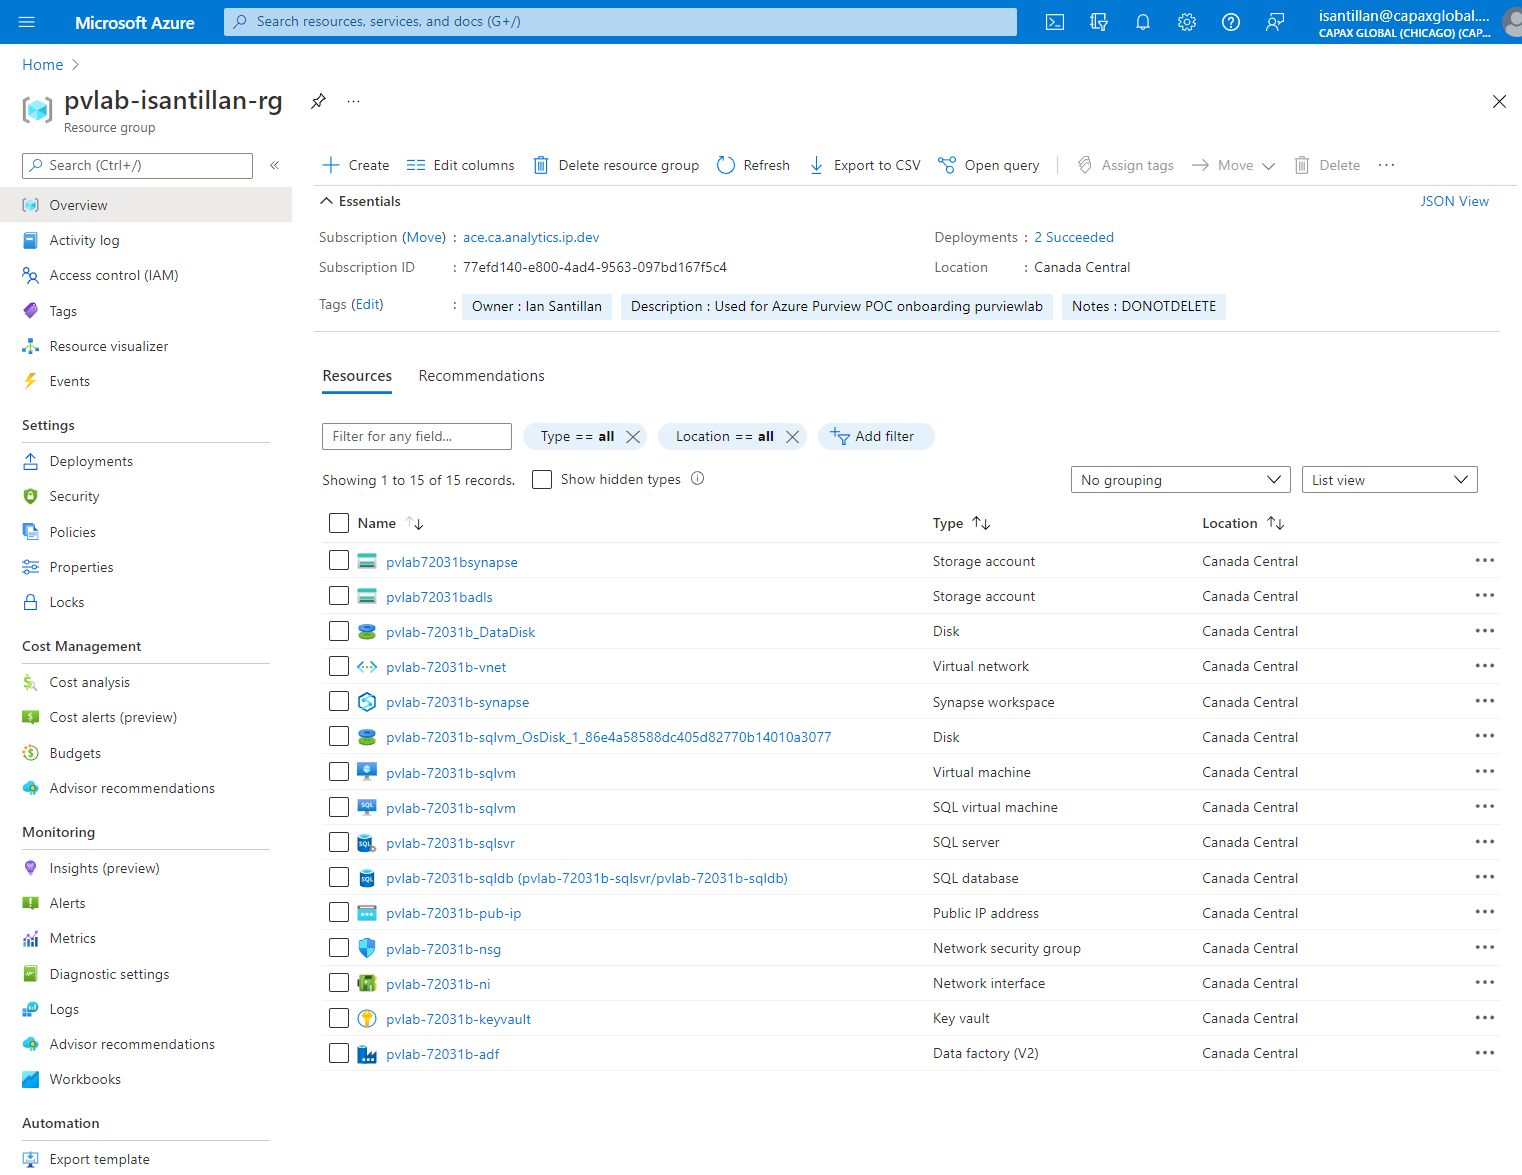 Microsoft Azure
Search resources, services, and docs (G+/)
isantillan@capaxglobal....
CAPAX GLOBAL (CHICAGO) (CAP...
Home >
pvlab-isantillan-rg
...
Resource group
Search (Ctrl+/)
«
Overview
Activity log
Access control (IAM)
Tags
Resource visualizer
Events
Settings
Deployments
Security
Policies
Properties
Locks
Cost Management
Cost analysis
Cost alerts (preview)
Budgets
Advisor recommendations
Monitoring
Insights (preview)
Alerts
Metrics
Diagnostic settings
Logs
Advisor recommendations
Workbooks
Automation
Export template
Create Edit columns Delete resource group Refresh Export to CSV Open query Assign tags Move Delete ...
Essentials
JSON View
Subscription (Move) : ace.ca.analytics.ip.dev
Deployments : 2 Succeeded
Subscription ID : 77efd140-e800-4ad4-9563-097bd167f5c4
Location : Canada Central
Tags (Edit) : Owner : Ian Santillan Description : Used for Azure Purview POC onboarding purviewlab Notes : DONOTDELETE
Resources Recommendations
Filter for any field... Type == all Location == all Add filter
Showing 1 to 15 of 15 records. Show hidden types No grouping List view
Name Type Location
pvlab72031bsynapse Storage account Canada Central
pvlab72031badls Storage account Canada Central
pvlab-72031b_DataDisk Disk Canada Central
pvlab-72031b-vnet Virtual network Canada Central
pvlab-72031b-synapse Synapse workspace Canada Central
pvlab-72031b-sqlvm_OsDisk_1_86e4a58588dc405d82770b14010a3077 Disk Canada Central
pvlab-72031b-sqlvm Virtual machine Canada Central
pvlab-72031b-sqlvm SQL virtual machine Canada Central
pvlab-72031b-sqlsvr SQL server Canada Central
pvlab-72031b-sqldb (pvlab-72031b-sqlsvr/pvlab-72031b-sqldb) SQL database Canada Central
pvlab-72031b-pub-ip Public IP address Canada Central
pvlab-72031b-nsg Network security group Canada Central
pvlab-72031b-ni Network interface Canada Central
pvlab-72031b-keyvault Key vault Canada Central
pvlab-72031b-adf Data factory (V2) Canada Central